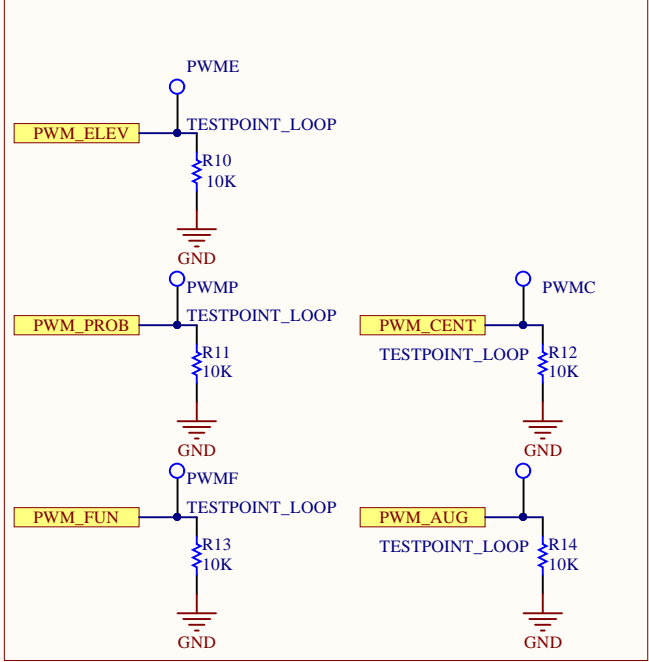 PWME
TESTPOINT_LOOP
PWM_ELEV
R10
10K
GND
PWMP
TESTPOINT_LOOP
PWM_PROB
R11
10K
GND
PWMC
PWM_CENT
TESTPOINT_LOOP
R12
10K
GND
PWMF
TESTPOINT_LOOP
PWM_FUN
R13
10K
GND
PWM_AUG
TESTPOINT_LOOP
R14
10K
GND